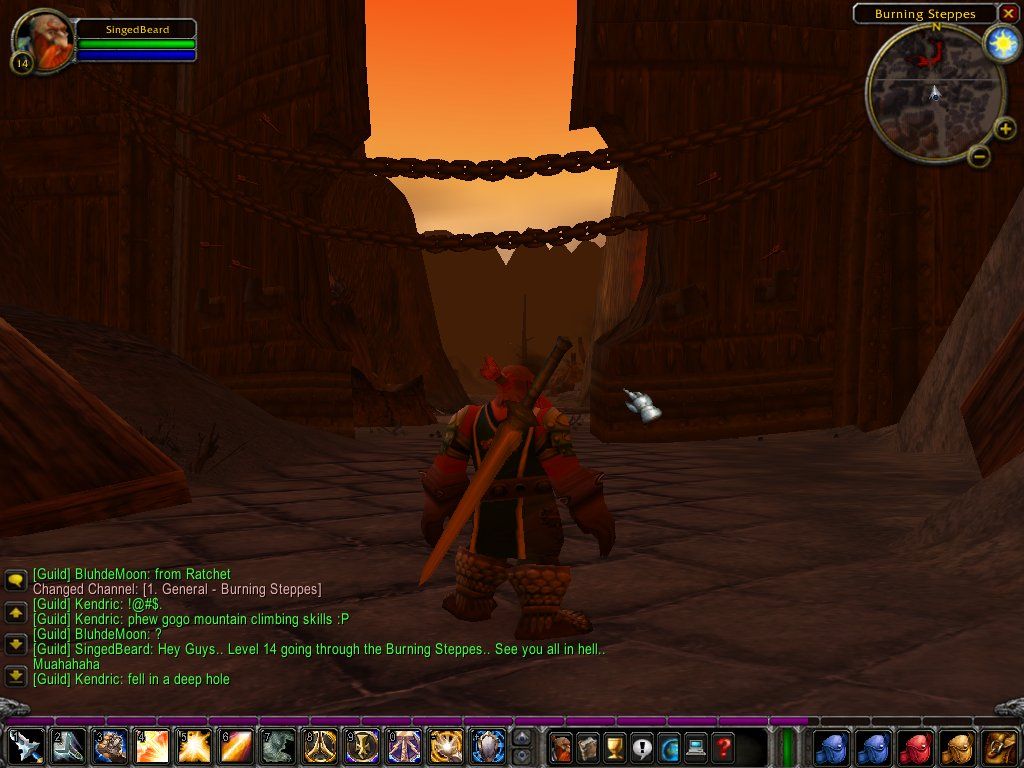 SingedBeard
14
Burning Steppes
N
[Guild] BluhdeMoon: from Ratchet
Changed Channel: [1. General - Burning Steppes]
[Guild] Kendric: !@#$.
[Guild] Kendric: phew gogo mountain climbing skills :P
[Guild] BluhdeMoon: ?
[Guild] SingedBeard: Hey Guys.. Level 14 going through the Burning Steppes.. See you all in hell..
Muahahaha
[Guild] Kendric: fell in a deep hole
1 2 3 4 5 6 7 8 9 0 - =